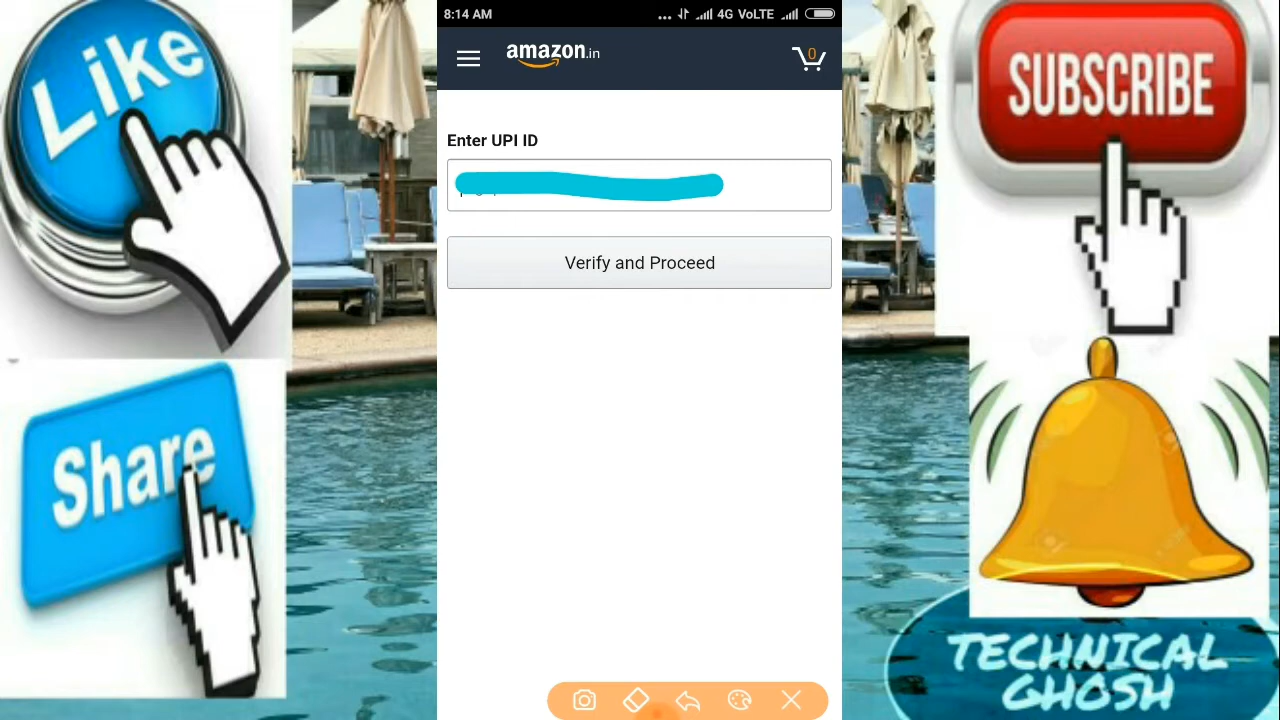 Like
8:14 AM
... 4G VoLTE
amazon.in
0
SUBSCRIBE
Enter UPI ID
Verify and Proceed
Share
TECHNICAL
GHOSH